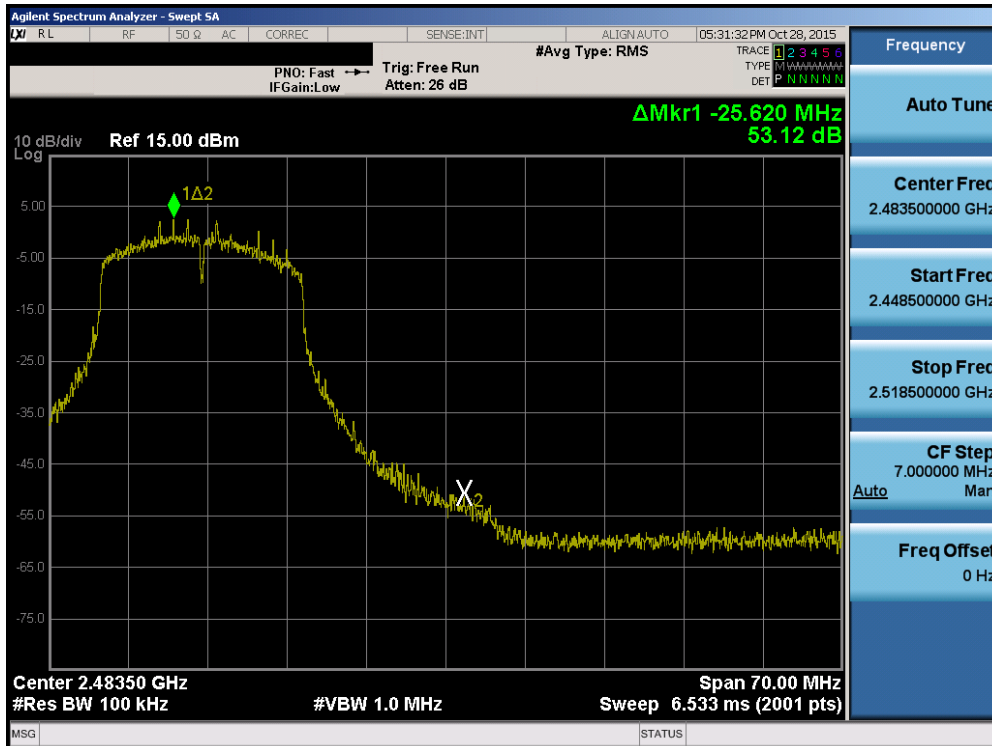 Agilent Spectrum Analyzer - Swept SA
LXI RL RF 50 Ω AC CORREC SENSE:INT ALIGN AUTO 05:31:32 PM Oct 28, 2015
#Avg Type: RMS TRACE 1 2 3 4 5 6
PNO: Fast Trig: Free Run TYPE M WWWWW
IFGain:Low Atten: 26 dB DET P N N N N N
ΔMkr1 -25.620 MHz
53.12 dB
10 dB/div Ref 15.00 dBm
Log
1Δ2
5.00
-5.00
-15.0
-25.0
-35.0
-45.0
X2
-55.0
-65.0
-75.0
Center 2.48350 GHz Span 70.00 MHz
#Res BW 100 kHz #VBW 1.0 MHz Sweep 6.533 ms (2001 pts)
MSG STATUS
Frequency
Auto Tune
Center Freq
2.483500000 GHz
Start Freq
2.448500000 GHz
Stop Freq
2.518500000 GHz
CF Step
7.000000 MHz
Auto Man
Freq Offset
0 Hz